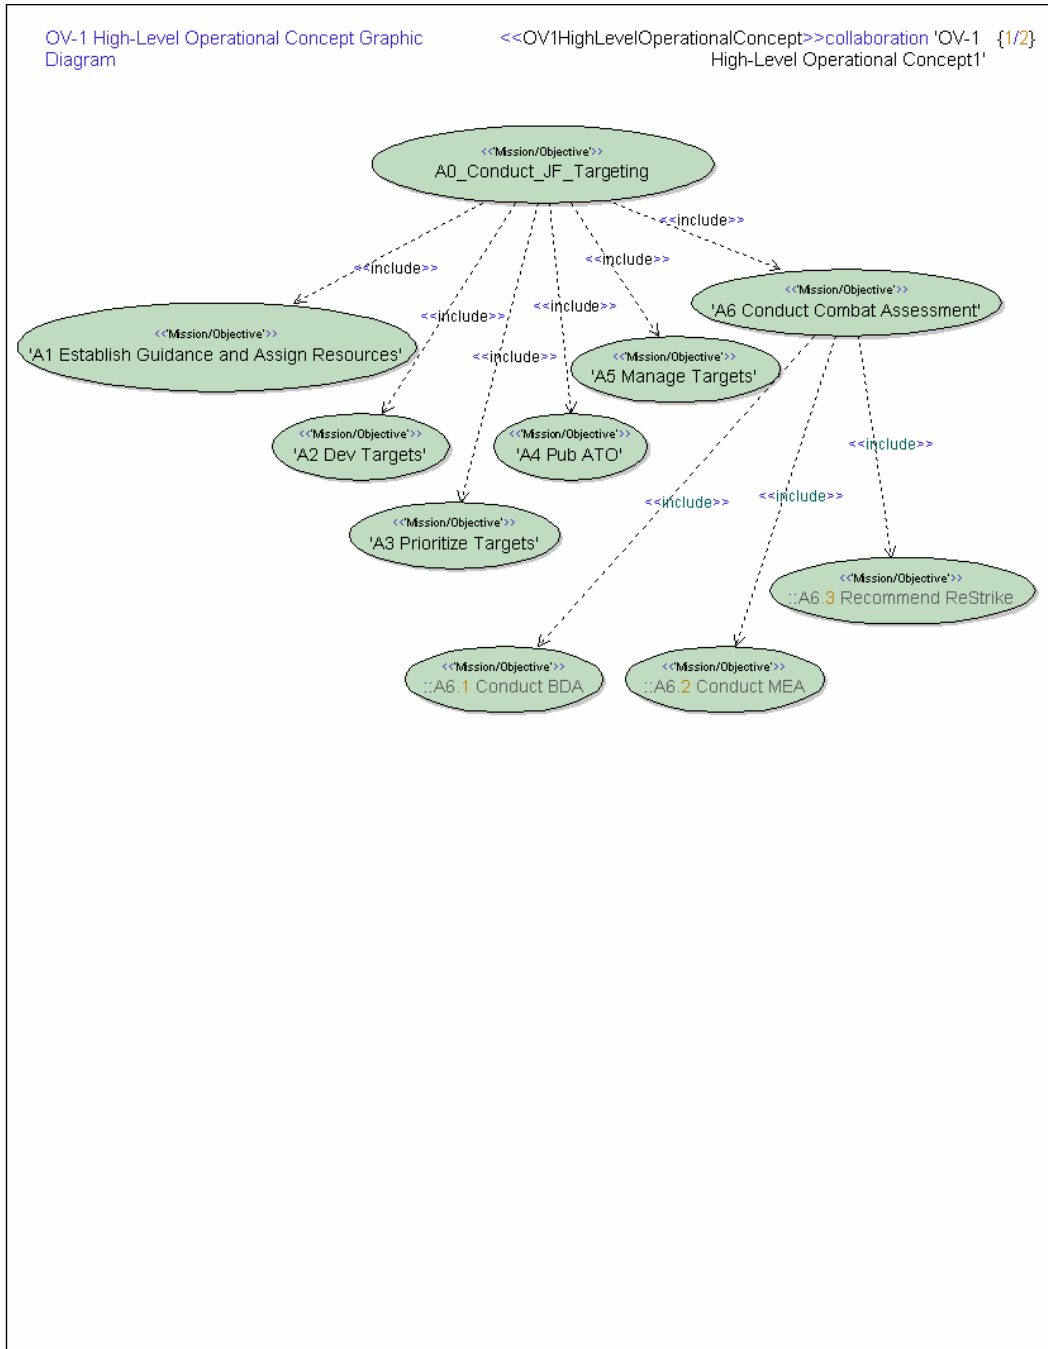 OV-1 High-Level Operational Concept Graphic
Diagram
<<OV1HighLevelOperationalConcept>>collaboration 'OV-1 {1/2}
High-Level Operational Concept1'
<<'Mission/Objective'>>
A0_Conduct_JF_Targeting
<<include>>
<<include>>
<<include>>
<<include>>
<<include>>
<<include>>
<<'Mission/Objective'>>
'A6 Conduct Combat Assessment'
<<'Mission/Objective'>>
'A1 Establish Guidance and Assign Resources'
<<'Mission/Objective'>>
'A5 Manage Targets'
<<'Mission/Objective'>>
'A2 Dev Targets'
<<'Mission/Objective'>>
'A4 Pub ATO'
<<include>>
<<include>>
<<include>>
<<'Mission/Objective'>>
'A3 Prioritize Targets'
<<'Mission/Objective'>>
::A6.3 Recommend ReStrike
<<'Mission/Objective'>>
::A6.1 Conduct BDA
<<'Mission/Objective'>>
::A6.2 Conduct MEA